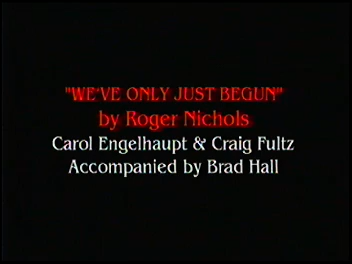 "WE'VE ONLY JUST BEGUN"
by Roger Nichols
Carol Engelhaupt & Craig Fultz
Accompanied by Brad Hall